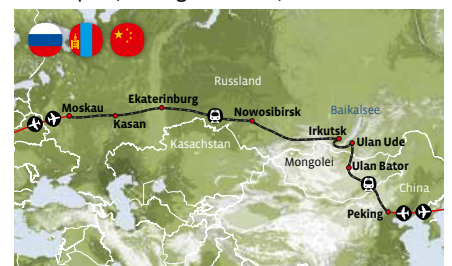 Russland
Ekaterinburg
Moskau
Kasan
Nowosibirsk
Baikalsee
Irkutsk
Ulan Ude
Kasachstan
Mongolei
Ulan Bator
China
Peking